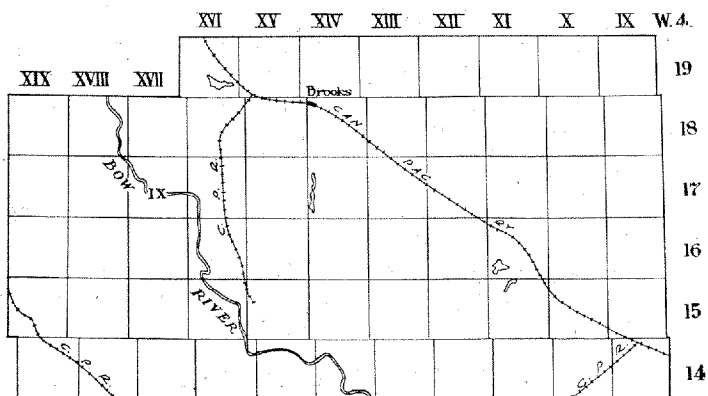 XVI XV XIV XIII XII XI X IX W.4.
19
XIX XVIII XVII
Brooks
CAN PAC RY
18
BOW
IX
C. P. R.
17
16
RIVER
15
C. P. R.
C. P. R.
14